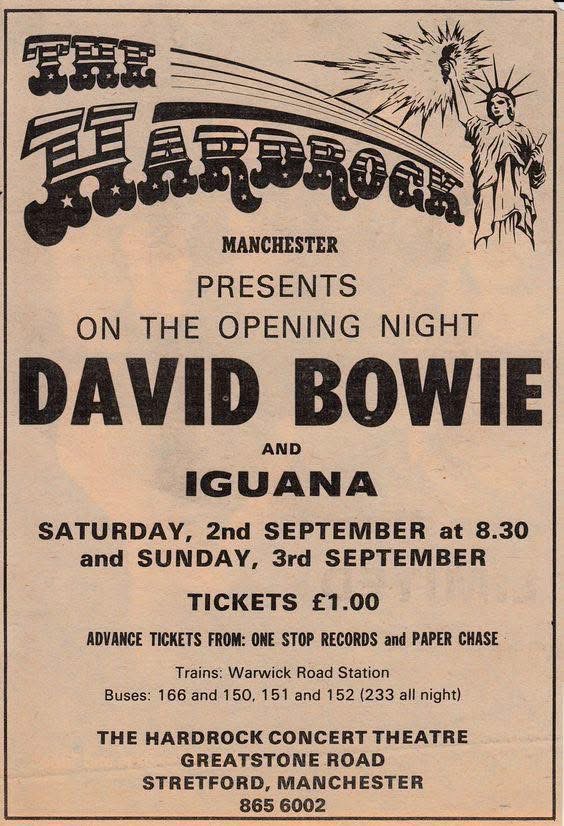 THE
HARDROCK
MANCHESTER
PRESENTS
ON THE OPENING NIGHT
DAVID BOWIE
AND
IGUANA
SATURDAY, 2nd SEPTEMBER at 8.30
and SUNDAY, 3rd SEPTEMBER
TICKETS £1.00
ADVANCE TICKETS FROM: ONE STOP RECORDS and PAPER CHASE
Trains: Warwick Road Station
Buses: 166 and 150, 151 and 152 (233 all night)
THE HARDROCK CONCERT THEATRE
GREATSTONE ROAD
STRETFORD, MANCHESTER
865 6002